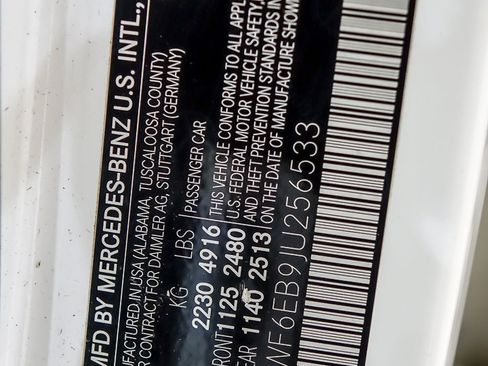 MFD BY MERCEDES-BENZ U.S. INTL.,
UFACTURED IN USA (ALABAMA, TUSCALOOSA COUNTY)
R CONTRACT FOR DAIMLER AG, STUTTGART (GERMANY)
KG LBS PASSENGER CAR
2230 4916 THIS VEHICLE CONFORMS TO ALL APPL
RONT 1125 2480 U.S. FEDERAL MOTOR VEHICLE SAFETY,
EAR 1140 2513 AND THEFT PREVENTION STANDARDS IN
ON THE DATE OF MANUFACTURE SHOW
WF6EB9JU256533